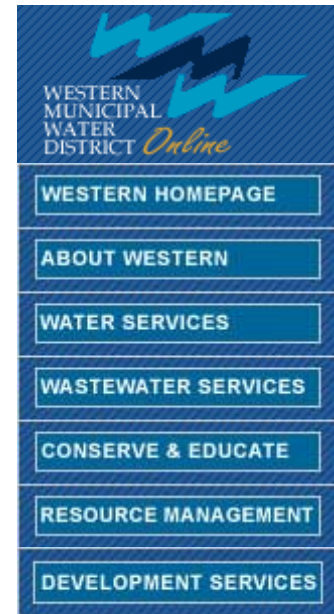 WESTERN
MUNICIPAL
WATER
DISTRICT Online
WESTERN HOMEPAGE
ABOUT WESTERN
WATER SERVICES
WASTEWATER SERVICES
CONSERVE & EDUCATE
RESOURCE MANAGEMENT
DEVELOPMENT SERVICES